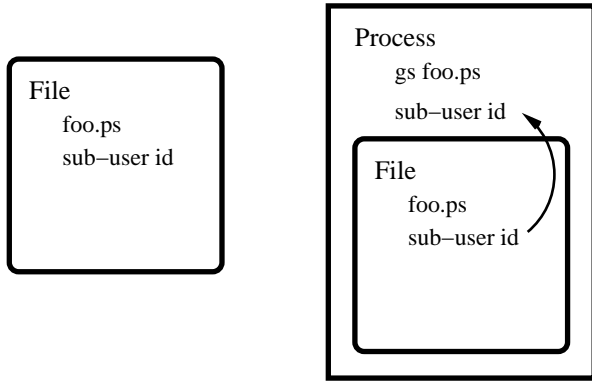 File
foo.ps
sub−user id
Process
gs foo.ps
sub−user id
File
foo.ps
sub−user id